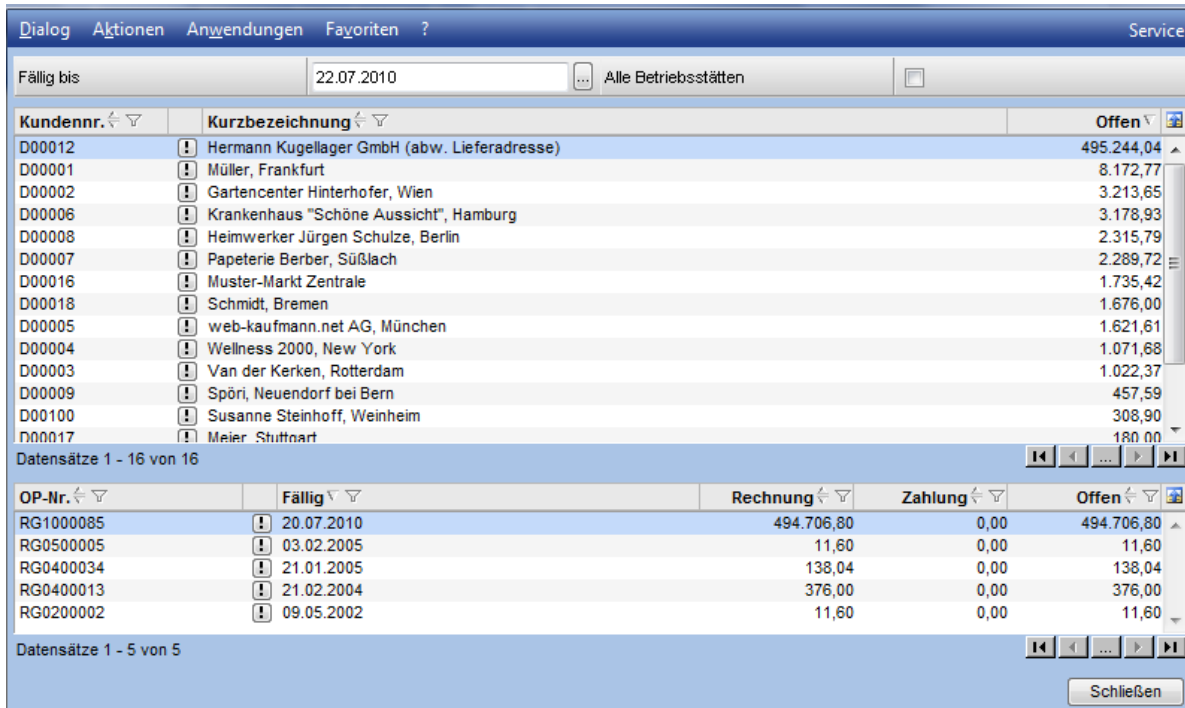 Dialog Aktionen Anwendungen Favoriten ? Service
Fällig bis 22.07.2010 ... Alle Betriebsstätten
Kundennr. Kurzbezeichnung Offen
D00012 ! Hermann Kugellager GmbH (abw. Lieferadresse) 495.244,04
D00001 ! Müller, Frankfurt 8.172,77
D00002 ! Gartencenter Hinterhofer, Wien 3.213,65
D00006 ! Krankenhaus "Schöne Aussicht", Hamburg 3.178,93
D00008 ! Heimwerker Jürgen Schulze, Berlin 2.315,79
D00007 ! Papeterie Berber, Süßlach 2.289,72
D00016 ! Muster-Markt Zentrale 1.735,42
D00018 ! Schmidt, Bremen 1.676,00
D00005 ! web-kaufmann.net AG, München 1.621,61
D00004 ! Wellness 2000, New York 1.071,68
D00003 ! Van der Kerken, Rotterdam 1.022,37
D00009 ! Spöri, Neuendorf bei Bern 457,59
D00100 ! Susanne Steinhoff, Weinheim 308,90
D00017 ! Meier, Stuttgart 180,00
Datensätze 1 - 16 von 16 ...
OP-Nr. Fällig Rechnung Zahlung Offen
RG1000085 ! 20.07.2010 494.706,80 0,00 494.706,80
RG0500005 ! 03.02.2005 11,60 0,00 11,60
RG0400034 ! 21.01.2005 138,04 0,00 138,04
RG0400013 ! 21.02.2004 376,00 0,00 376,00
RG0200002 ! 09.05.2002 11,60 0,00 11,60
Datensätze 1 - 5 von 5 ...
Schließen